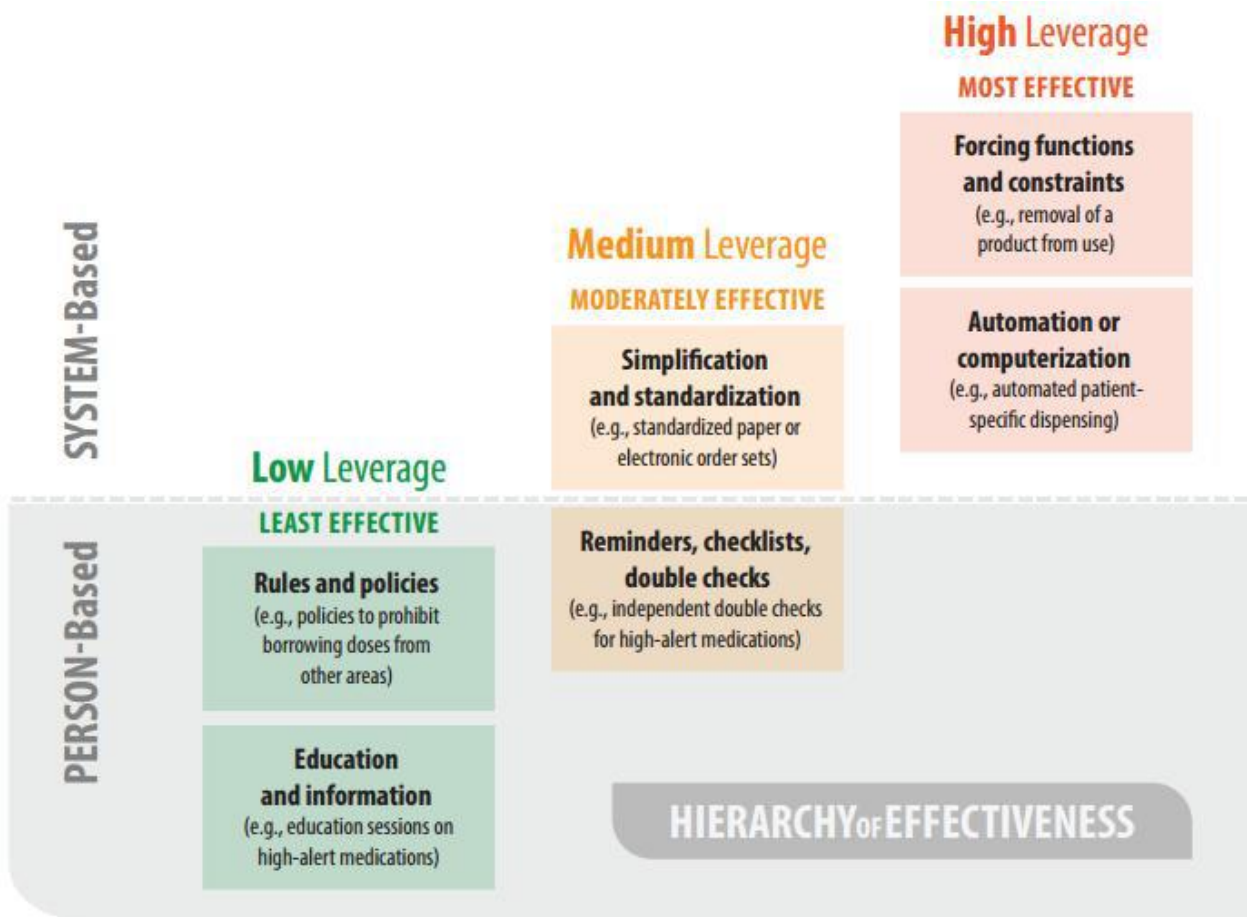 High Leverage
MOST EFFECTIVE
Forcing functions
and constraints
(e.g., removal of a
product from use)
Automation or
computerization
(e.g., automated patient-
specific dispensing)
Medium Leverage
MODERATELY EFFECTIVE
Simplification
and standardization
(e.g., standardized paper or
electronic order sets)
Reminders, checklists,
double checks
(e.g., independent double checks
for high-alert medications)
Low Leverage
LEAST EFFECTIVE
Rules and policies
(e.g., policies to prohibit
borrowing doses from
other areas)
Education
and information
(e.g., education sessions on
high-alert medications)
SYSTEM-Based
PERSON-Based
HIERARCHY OF EFFECTIVENESS